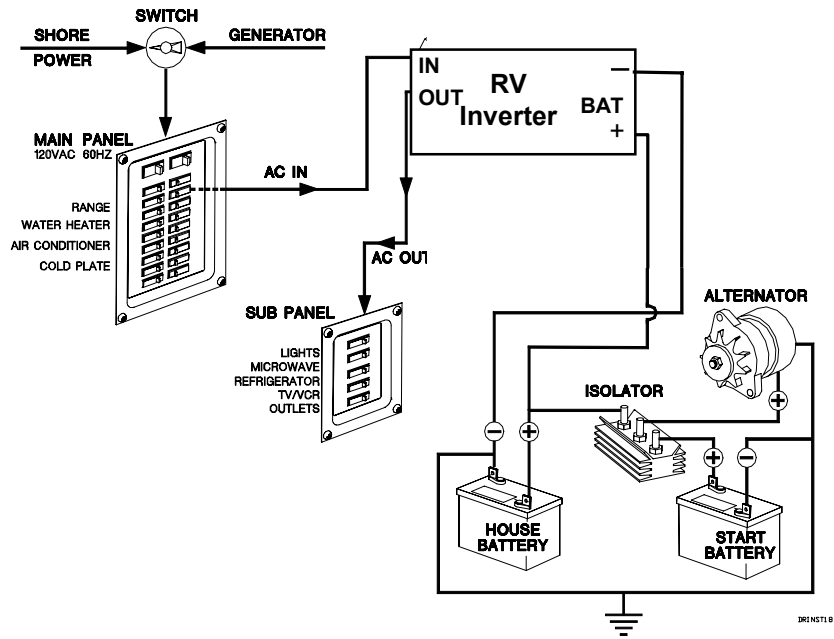 SWITCH
SHORE
POWER
GENERATOR
IN
OUT
RV
Inverter
BAT
−
+
MAIN PANEL
120VAC 60HZ
AC IN
RANGE
WATER HEATER
AIR CONDITIONER
COLD PLATE
AC OUT
SUB PANEL
LIGHTS
MICROWAVE
REFRIGERATOR
TV/VCR
OUTLETS
ALTERNATOR
+
ISOLATOR
− +
+ −
HOUSE
BATTERY
START
BATTERY
DRINST1B